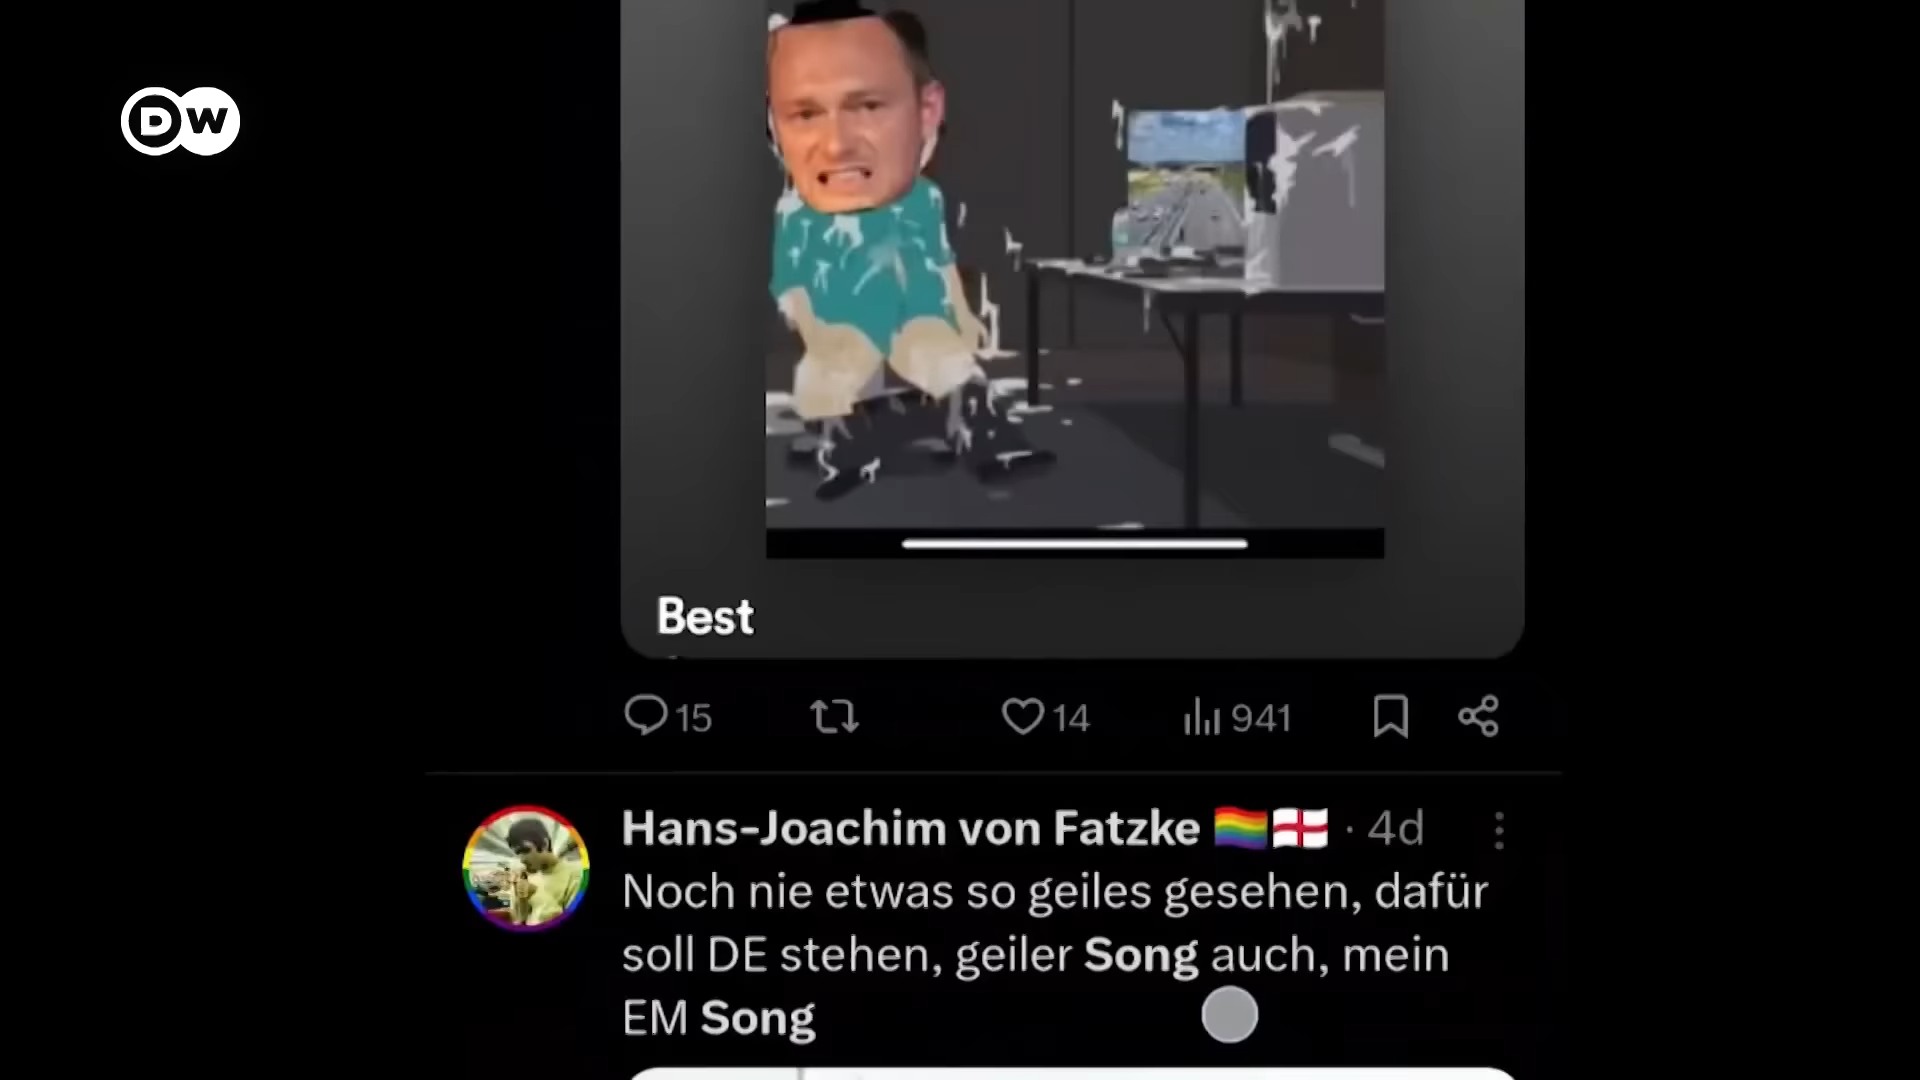 DW
Best
15
14
941
Hans-Joachim von Fatzke 🏳️‍🌈🏴󠁧󠁢󠁥󠁮󠁧󠁿 · 4d
Noch nie etwas so geiles gesehen, dafür
soll DE stehen, geiler Song auch, mein
EM Song